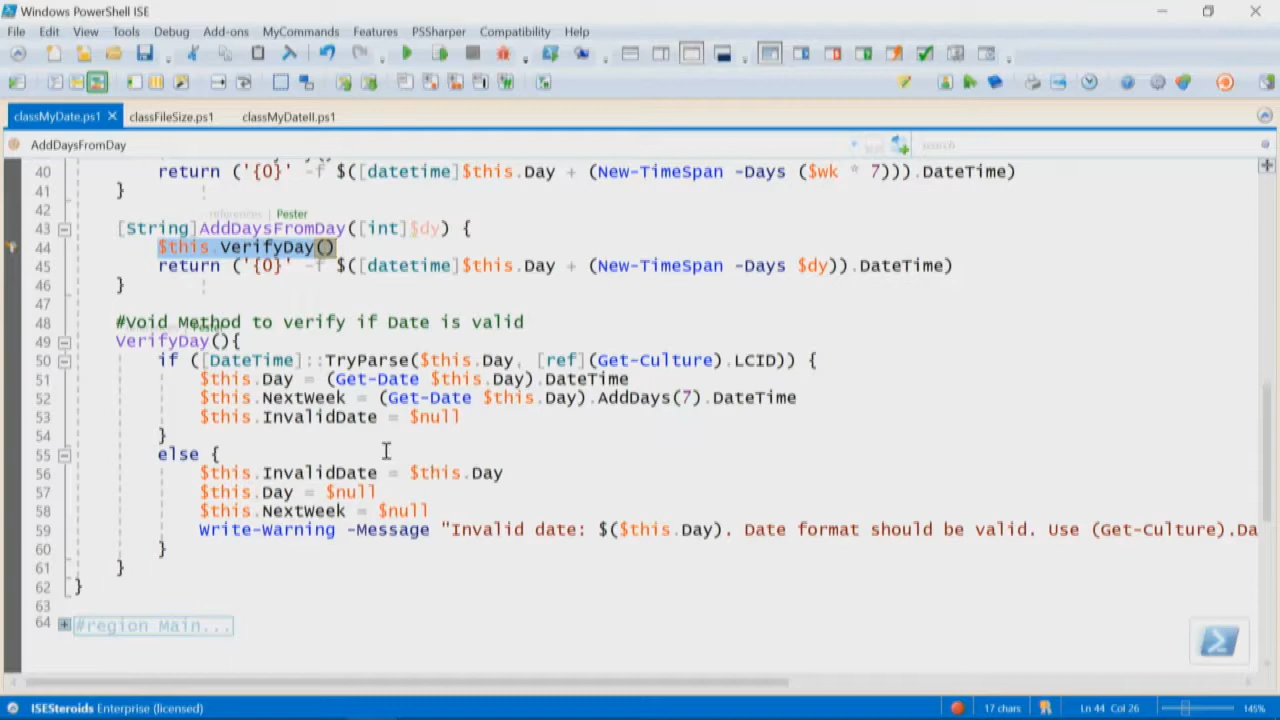 Windows PowerShell ISE
File Edit View Tools Debug Add-ons MyCommands Features PSSharper Compatibility Help
classMyDate.ps1 classFileSize.ps1 classMyDateII.ps1
AddDaysFromDay search
40 return ('{0}' -f $([datetime]$this.Day + (New-TimeSpan -Days ($wk * 7))).DateTime)
41 }
42
references | Pester
43 [String]AddDaysFromDay([int]$dy) {
44 $this.VerifyDay()
45 return ('{0}' -f $([datetime]$this.Day + (New-TimeSpan -Days $dy)).DateTime)
46 }
47
48 #Void Method to verify if Date is valid
Pester
49 VerifyDay(){
50 if ([DateTime]::TryParse($this.Day, [ref](Get-Culture).LCID)) {
51 $this.Day = (Get-Date $this.Day).DateTime
52 $this.NextWeek = (Get-Date $this.Day).AddDays(7).DateTime
53 $this.InvalidDate = $null
54 }
55 else {
56 $this.InvalidDate = $this.Day
57 $this.Day = $null
58 $this.NextWeek = $null
59 Write-Warning -Message "Invalid date: $($this.Day). Date format should be valid. Use (Get-Culture).Da
60 }
61 }
62 }
63
64 #region Main...
ISESteroids Enterprise (licensed) 17 chars Ln 44 Col 26 145%